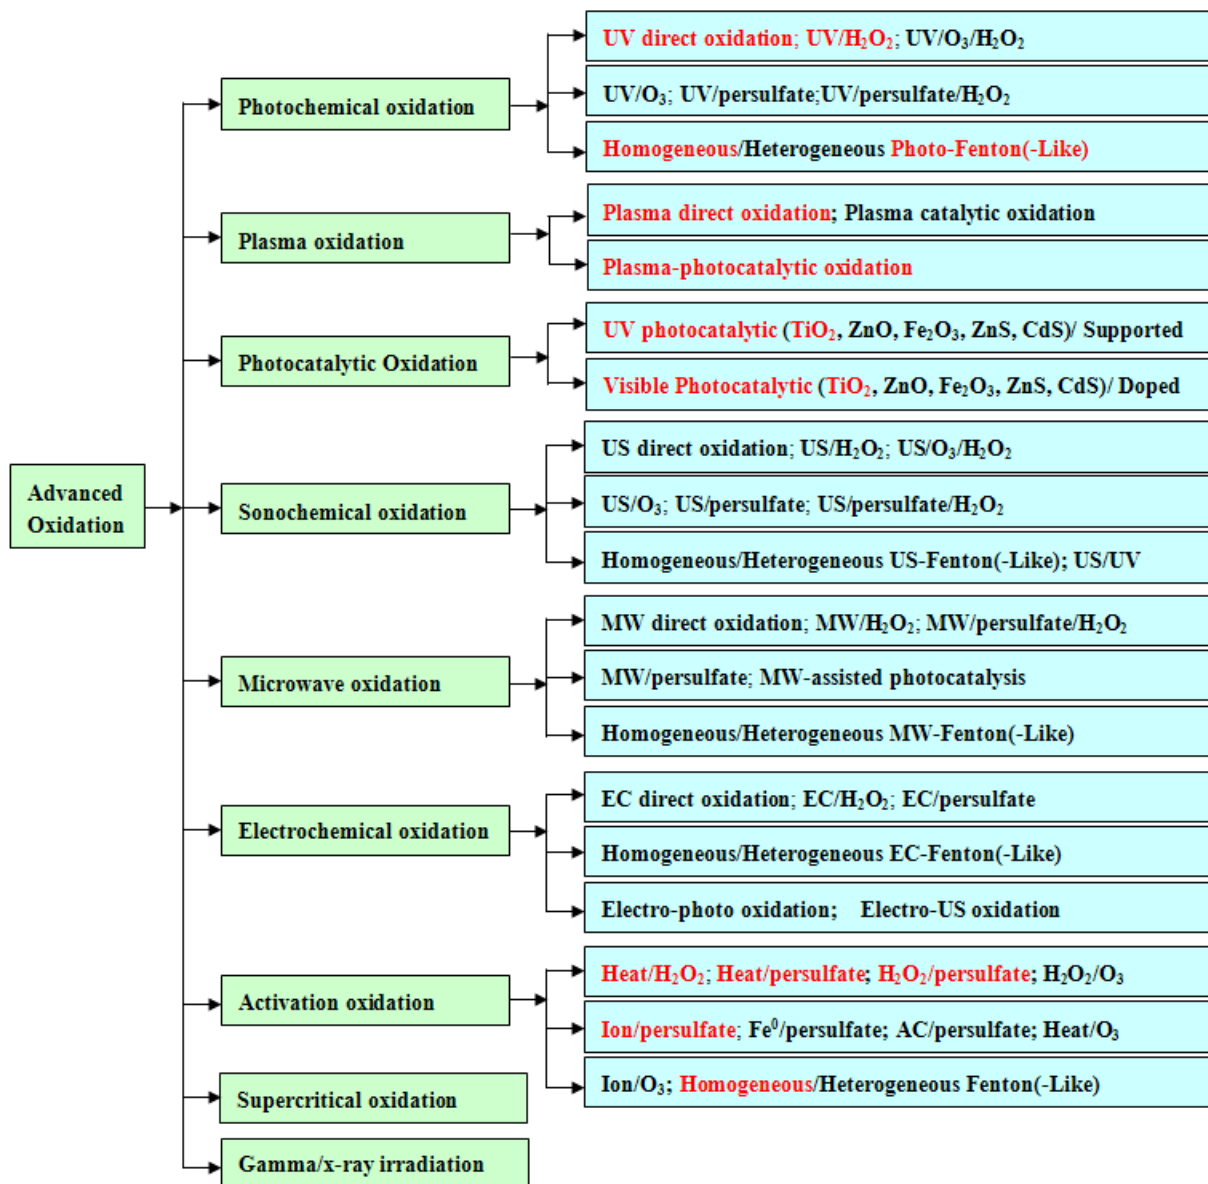 UV direct oxidation; UV/H₂O₂; UV/O₃/H₂O₂
Photochemical oxidation
UV/O₃; UV/persulfate;UV/persulfate/H₂O₂
Homogeneous/Heterogeneous Photo-Fenton(-Like)
Plasma oxidation
Plasma direct oxidation; Plasma catalytic oxidation
Plasma-photocatalytic oxidation
Photocatalytic Oxidation
UV photocatalytic (TiO₂, ZnO, Fe₂O₃, ZnS, CdS)/ Supported
Visible Photocatalytic (TiO₂, ZnO, Fe₂O₃, ZnS, CdS)/ Doped
Advanced
Oxidation
Sonochemical oxidation
US direct oxidation; US/H₂O₂; US/O₃/H₂O₂
US/O₃; US/persulfate; US/persulfate/H₂O₂
Homogeneous/Heterogeneous US-Fenton(-Like); US/UV
Microwave oxidation
MW direct oxidation; MW/H₂O₂; MW/persulfate/H₂O₂
MW/persulfate; MW-assisted photocatalysis
Homogeneous/Heterogeneous MW-Fenton(-Like)
Electrochemical oxidation
EC direct oxidation; EC/H₂O₂; EC/persulfate
Homogeneous/Heterogeneous EC-Fenton(-Like)
Electro-photo oxidation; Electro-US oxidation
Activation oxidation
Heat/H₂O₂; Heat/persulfate; H₂O₂/persulfate; H₂O₂/O₃
Ion/persulfate; Fe⁰/persulfate; AC/persulfate; Heat/O₃
Ion/O₃; Homogeneous/Heterogeneous Fenton(-Like)
Supercritical oxidation
Gamma/x-ray irradiation